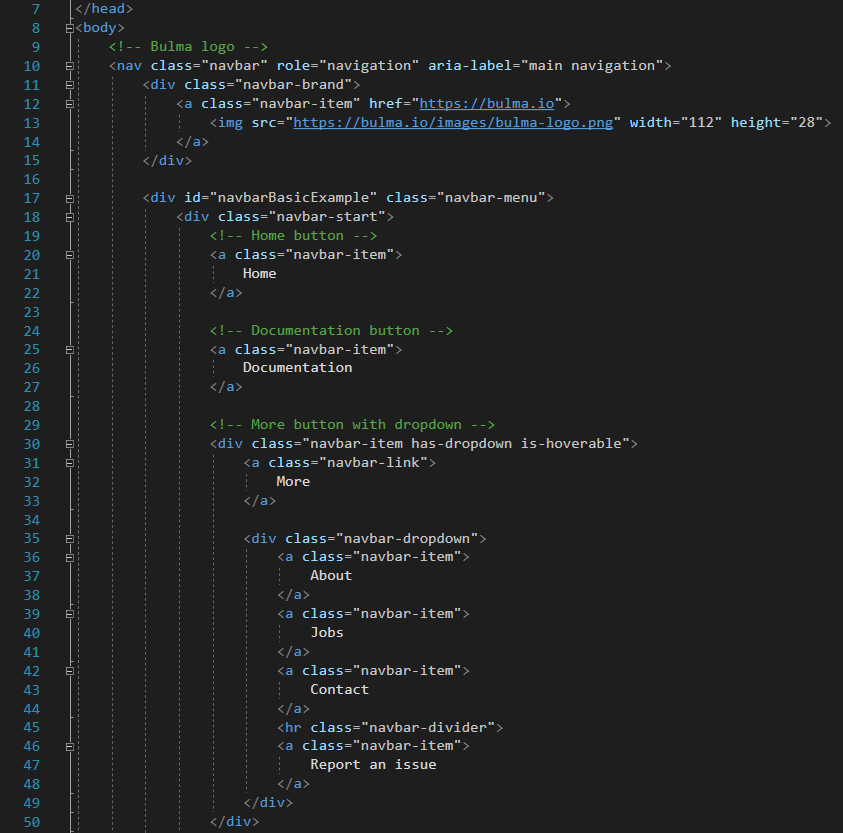 7 </head>
8 <body>
9 <!-- Bulma logo -->
10 <nav class="navbar" role="navigation" aria-label="main navigation">
11 <div class="navbar-brand">
12 <a class="navbar-item" href="https://bulma.io">
13 <img src="https://bulma.io/images/bulma-logo.png" width="112" height="28">
14 </a>
15 </div>
16
17 <div id="navbarBasicExample" class="navbar-menu">
18 <div class="navbar-start">
19 <!-- Home button -->
20 <a class="navbar-item">
21 Home
22 </a>
23
24 <!-- Documentation button -->
25 <a class="navbar-item">
26 Documentation
27 </a>
28
29 <!-- More button with dropdown -->
30 <div class="navbar-item has-dropdown is-hoverable">
31 <a class="navbar-link">
32 More
33 </a>
34
35 <div class="navbar-dropdown">
36 <a class="navbar-item">
37 About
38 </a>
39 <a class="navbar-item">
40 Jobs
41 </a>
42 <a class="navbar-item">
43 Contact
44 </a>
45 <hr class="navbar-divider">
46 <a class="navbar-item">
47 Report an issue
48 </a>
49 </div>
50 </div>